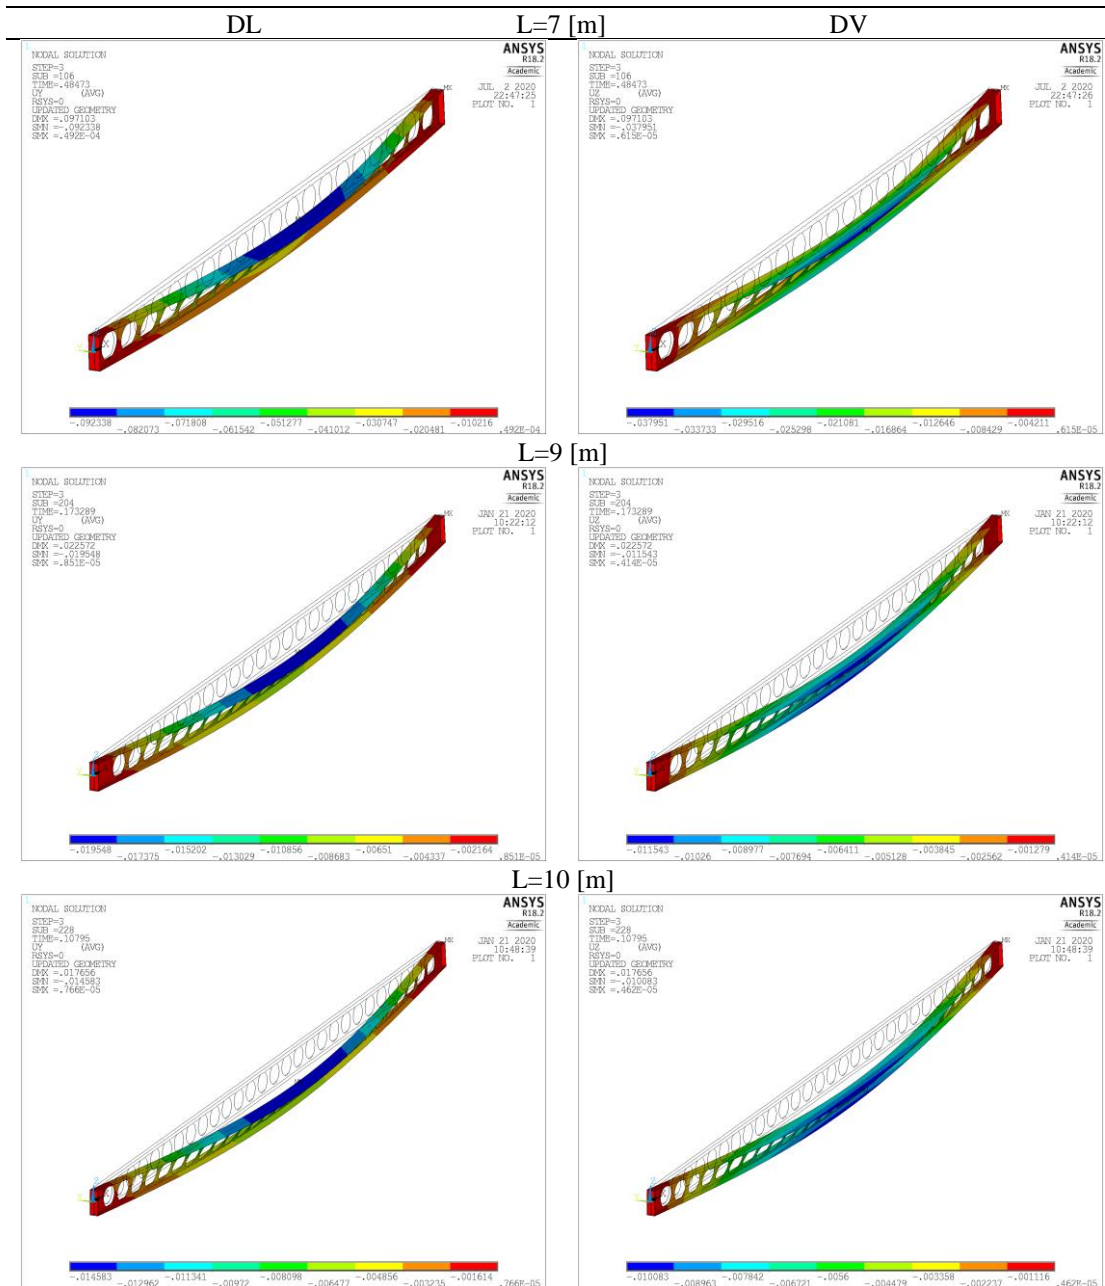 DL L=7 [m] DV
1
NODAL SOLUTION
STEP=3
SUB =106
TIME=.48473
UY (AVG)
RSYS=0
UPDATED GEOMETRY
DMX =.097103
SMN =-.092338
SMX =.492E-04
ANSYS
R18.2
Academic
JUL 2 2020
22:47:25
PLOT NO. 1
MX
X
Y
-.092338 -.071808 -.051277 -.030747 -.010216
-.082073 -.061542 -.041012 -.020481 .492E-04
1
NODAL SOLUTION
STEP=3
SUB =106
TIME=.48473
UZ (AVG)
RSYS=0
UPDATED GEOMETRY
DMX =.097103
SMN =-.037951
SMX =.615E-05
ANSYS
R18.2
Academic
JUL 2 2020
22:47:26
PLOT NO. 1
MX
X
Y
-.037951 -.029516 -.021081 -.012646 -.004211
-.033733 -.025298 -.016864 -.008429 .615E-05
L=9 [m]
1
NODAL SOLUTION
STEP=3
SUB =204
TIME=.173289
UY (AVG)
RSYS=0
UPDATED GEOMETRY
DMX =.022572
SMN =-.019548
SMX =.851E-05
ANSYS
R18.2
Academic
JAN 21 2020
10:22:12
PLOT NO. 1
MX
Z
Y
-.019548 -.015202 -.010856 -.00651 -.002164
-.017375 -.013029 -.008683 -.004337 .851E-05
1
NODAL SOLUTION
STEP=3
SUB =204
TIME=.173289
UZ (AVG)
RSYS=0
UPDATED GEOMETRY
DMX =.022572
SMN =-.011543
SMX =.414E-05
ANSYS
R18.2
Academic
JAN 21 2020
10:22:12
PLOT NO. 1
MX
Z
Y
-.011543 -.008977 -.006411 -.003845 -.001279
-.01026 -.007694 -.005128 -.002562 .414E-05
L=10 [m]
1
NODAL SOLUTION
STEP=3
SUB =228
TIME=.10795
UY (AVG)
RSYS=0
UPDATED GEOMETRY
DMX =.017656
SMN =-.014583
SMX =.766E-05
ANSYS
R18.2
Academic
JAN 21 2020
10:48:39
PLOT NO. 1
MX
Z
Y
-.014583 -.011341 -.008098 -.004856 -.001614
-.012962 -.00972 -.006477 -.003235 .766E-05
1
NODAL SOLUTION
STEP=3
SUB =228
TIME=.10795
UZ (AVG)
RSYS=0
UPDATED GEOMETRY
DMX =.017656
SMN =-.010083
SMX =.462E-05
ANSYS
R18.2
Academic
JAN 21 2020
10:48:39
PLOT NO. 1
MX
Z
Y
-.010083 -.007842 -.0056 -.003358 -.001116
-.008963 -.006721 -.004479 -.002237 .462E-05